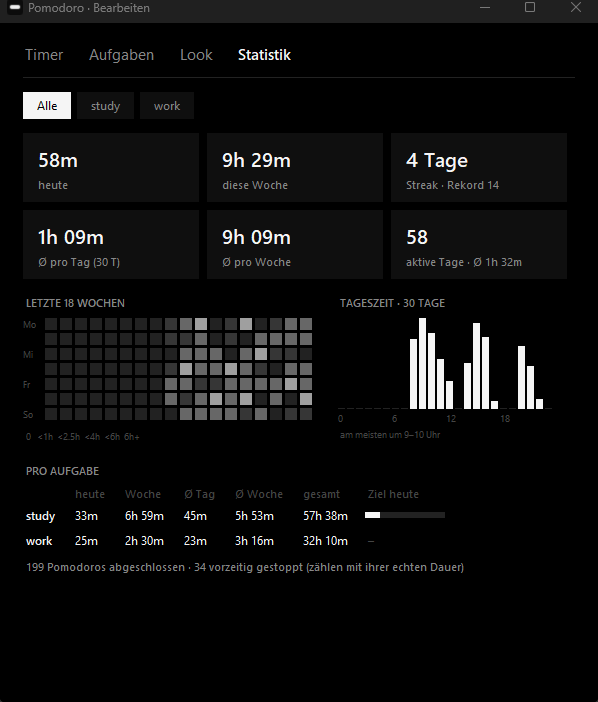 Pomodoro · Bearbeiten
Timer Aufgaben Look Statistik
Alle study work
58m 9h 29m 4 Tage
heute diese Woche Streak · Rekord 14
1h 09m 9h 09m 58
Ø pro Tag (30 T) Ø pro Woche aktive Tage · Ø 1h 32m
LETZTE 18 WOCHEN TAGESZEIT · 30 TAGE
Mo
Mi
Fr
So
0 6 12 18
0 <1h <2.5h <4h <6h 6h+ am meisten um 9–10 Uhr
PRO AUFGABE
heute Woche Ø Tag Ø Woche gesamt Ziel heute
study 33m 6h 59m 45m 5h 53m 57h 38m
work 25m 2h 30m 23m 3h 16m 32h 10m –
199 Pomodoros abgeschlossen · 34 vorzeitig gestoppt (zählen mit ihrer echten Dauer)